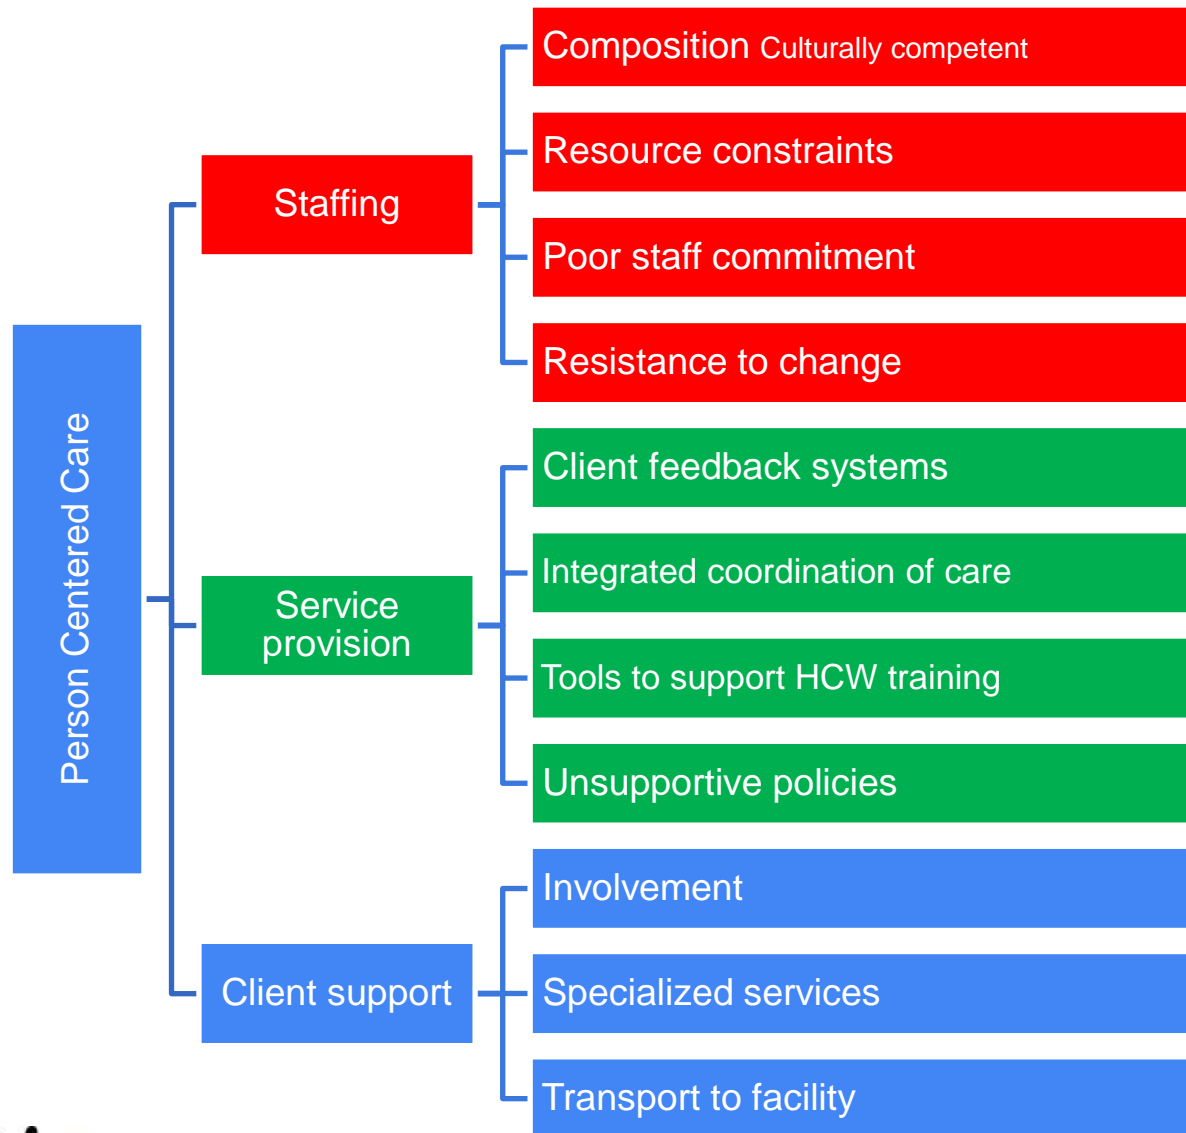 Person Centered Care
Staffing
Composition Culturally competent
Resource constraints
Poor staff commitment
Resistance to change
Service
provision
Client feedback systems
Integrated coordination of care
Tools to support HCW training
Unsupportive policies
Client support
Involvement
Specialized services
Transport to facility